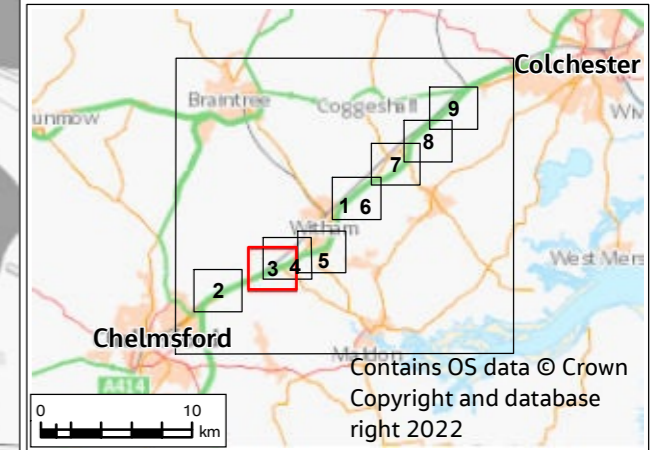 Colchester
Braintree
Coggeshall
unmow
9
8
7
1 6
Witham
5
3 4
2
West Mers
Chelmsford
A414
Contains OS data © Crown
Copyright and database
right 2022
0 10
km